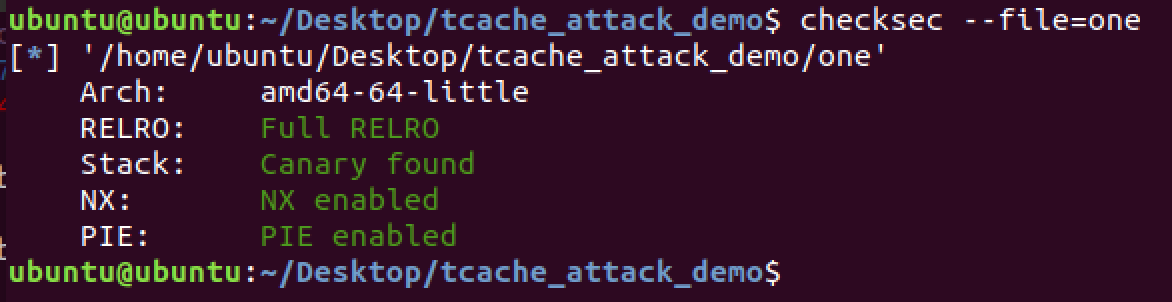 ubuntu@ubuntu:~/Desktop/tcache_attack_demo$ checksec --file=one
[*] '/home/ubuntu/Desktop/tcache_attack_demo/one'
Arch: amd64-64-little
RELRO: Full RELRO
Stack: Canary found
NX: NX enabled
PIE: PIE enabled
ubuntu@ubuntu:~/Desktop/tcache_attack_demo$